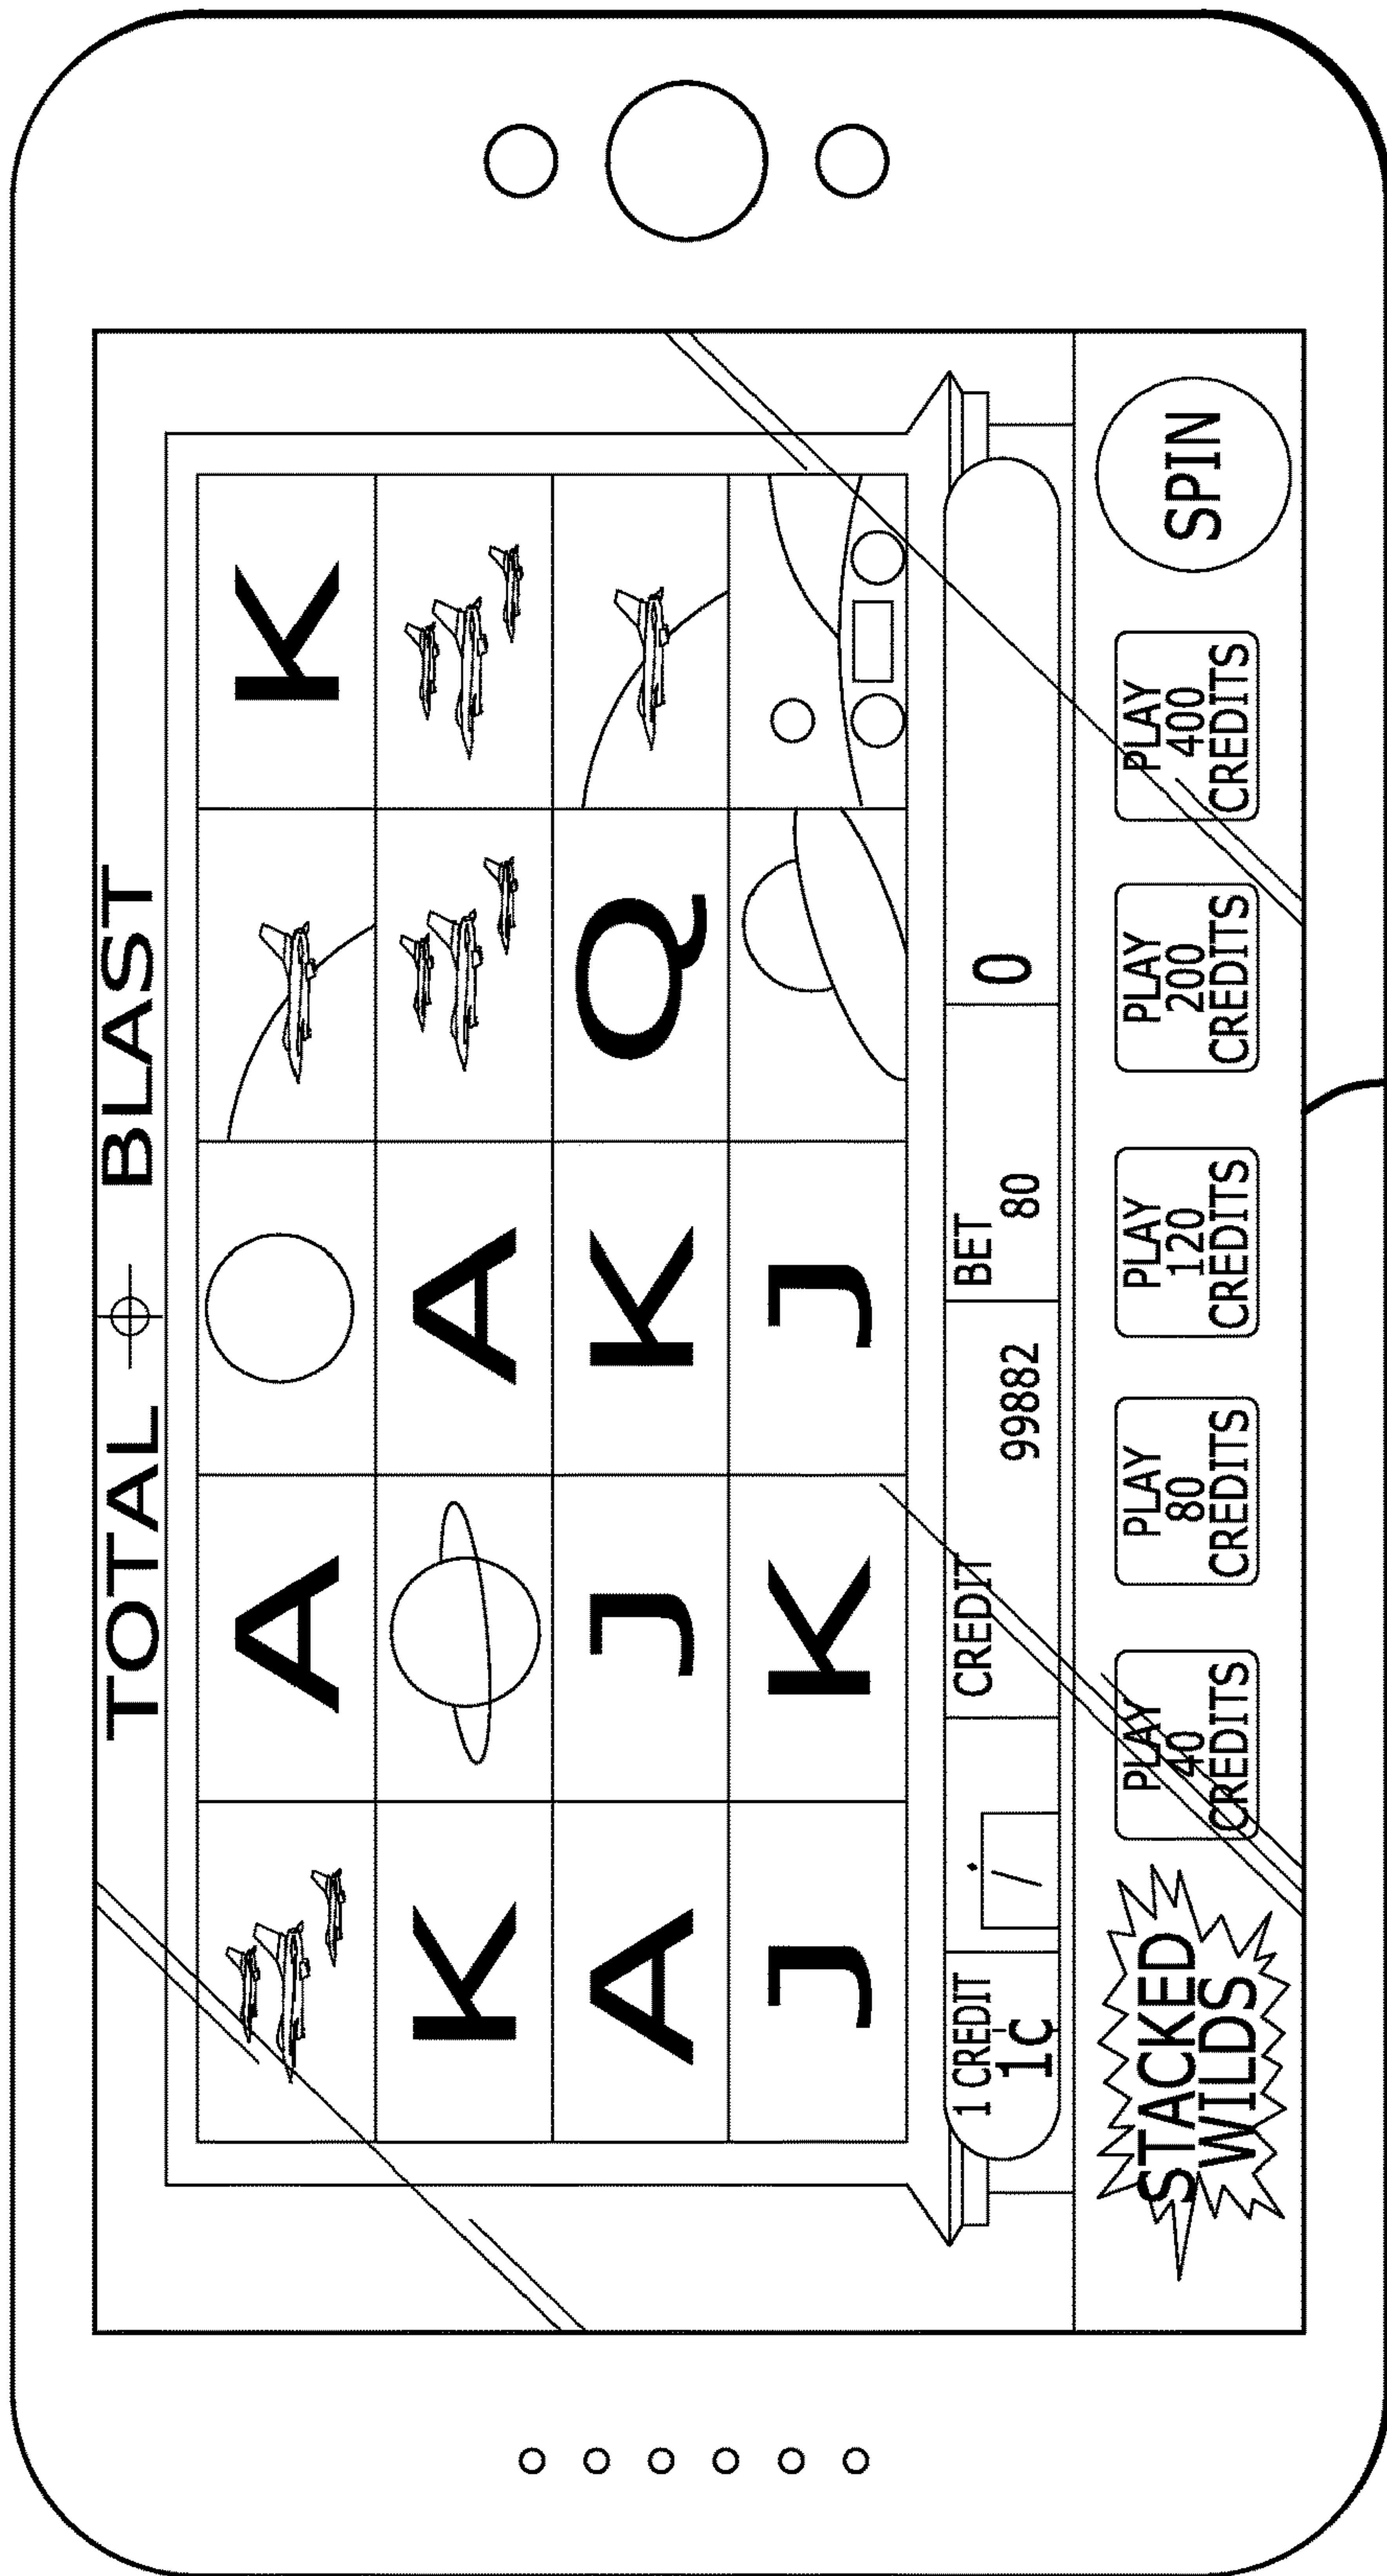 TOTAL BLAST
A K
K A
A J K Q
J K J
1 CREDIT
1C
CREDIT
99882
BET
80
0
STACKED
WILDS
PLAY
40
CREDITS
PLAY
80
CREDITS
PLAY
120
CREDITS
PLAY
200
CREDITS
PLAY
400
CREDITS
SPIN